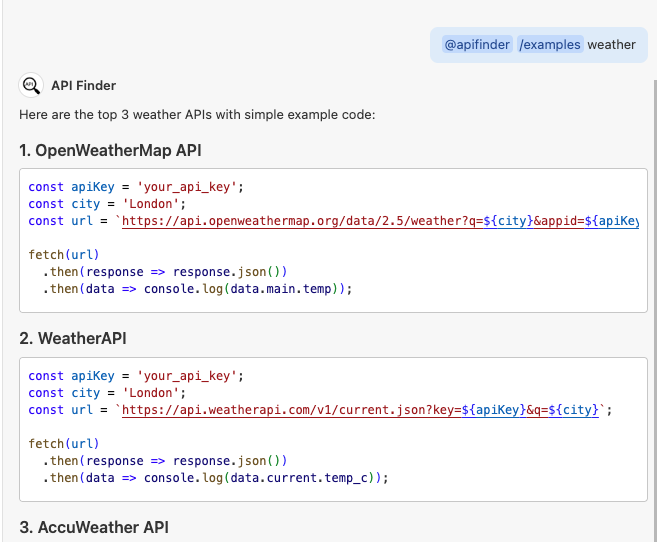 @apifinder /examples weather
API Finder
Here are the top 3 weather APIs with simple example code:
1. OpenWeatherMap API
const apiKey = 'your_api_key';
const city = 'London';
const url = `https://api.openweathermap.org/data/2.5/weather?q=${city}&appid=${apiKey
fetch(url)
  .then(response => response.json())
  .then(data => console.log(data.main.temp));
2. WeatherAPI
const apiKey = 'your_api_key';
const city = 'London';
const url = `https://api.weatherapi.com/v1/current.json?key=${apiKey}&q=${city}`;
fetch(url)
  .then(response => response.json())
  .then(data => console.log(data.current.temp_c));
3. AccuWeather API